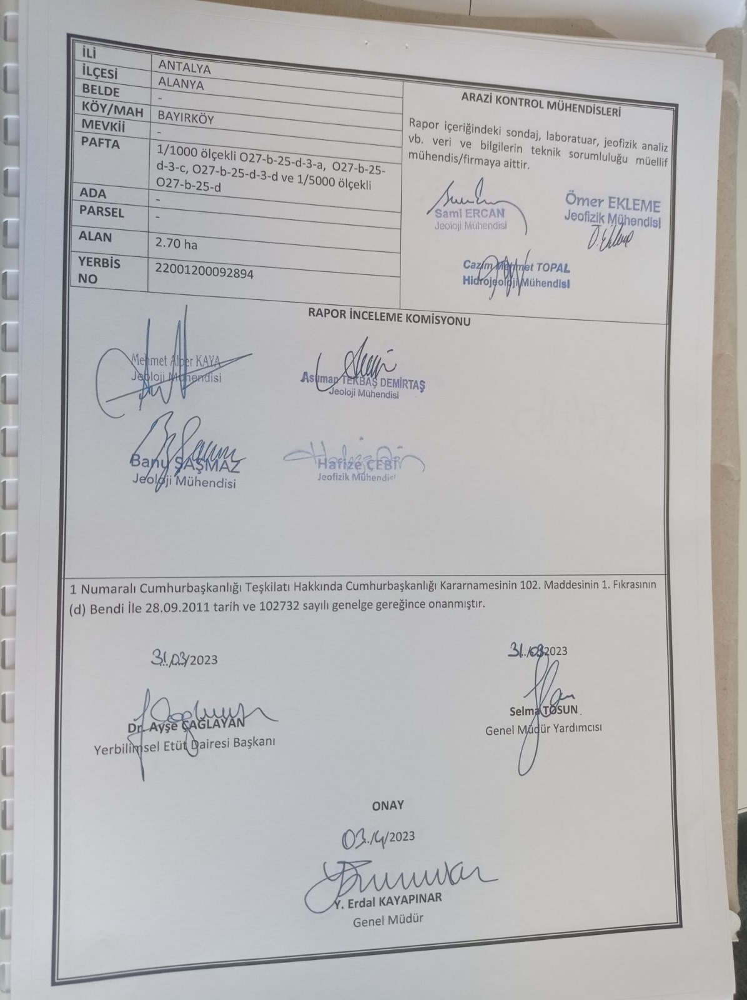 İLİ ANTALYA
İLÇESİ ALANYA
BELDE -
KÖY/MAH BAYIRKÖY
MEVKİİ -
PAFTA 1/1000 ölçekli O27-b-25-d-3-a, O27-b-25-
d-3-c, O27-b-25-d-3-d ve 1/5000 ölçekli
O27-b-25-d
ADA -
PARSEL -
ALAN 2.70 ha
YERBİS
NO 22001200092894
ARAZİ KONTROL MÜHENDİSLERİ
Rapor içeriğindeki sondaj, laboratuar, jeofizik analiz
vb. veri ve bilgilerin teknik sorumluluğu müellif
mühendis/firmaya aittir.
Sami ERCAN
Jeoloji Mühendisi
Ömer EKLEME
Jeofizik Mühendisi
Ö. Ekleme
Cazim Mehmet TOPAL
Hidrojeoloji Mühendisi
RAPOR İNCELEME KOMİSYONU
Mehmet Alper KAYA
Jeoloji Mühendisi
Asuman TEKBAŞ DEMİRTAŞ
Jeoloji Mühendisi
Banu ŞAŞMAZ
Jeoloji Mühendisi
Hafize ÇEBİ
Jeofizik Mühendisi
1 Numaralı Cumhurbaşkanlığı Teşkilatı Hakkında Cumhurbaşkanlığı Kararnamesinin 102. Maddesinin 1. Fıkrasının
(d) Bendi İle 28.09.2011 tarih ve 102732 sayılı genelge gereğince onanmıştır.
31/03/2023
Dr. Ayşe ÇAĞLAYAN
Yerbilimsel Etüt Dairesi Başkanı
31/03/2023
Selma TOSUN
Genel Müdür Yardımcısı
ONAY
03/4/2023
Y. Erdal KAYAPINAR
Genel Müdür